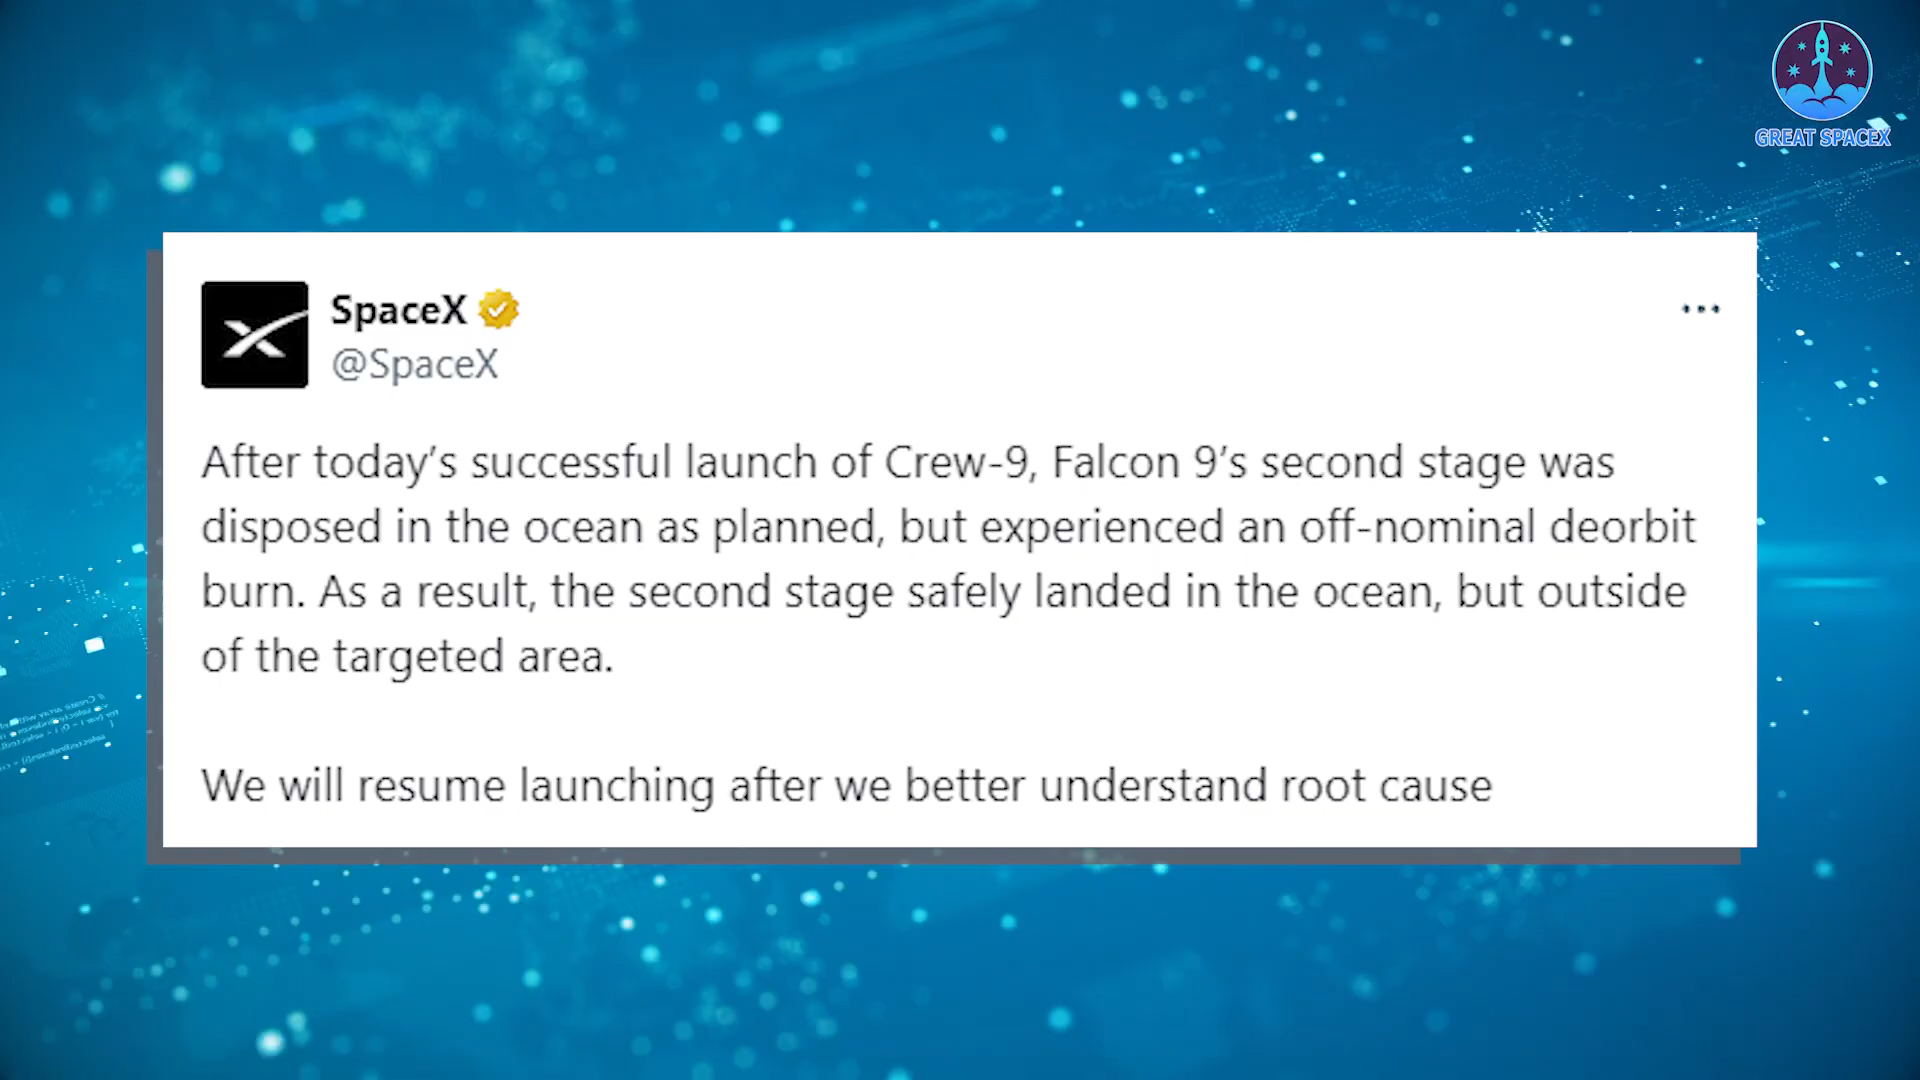 GREAT SPACEX
SpaceX
@SpaceX
After today’s successful launch of Crew-9, Falcon 9’s second stage was
disposed in the ocean as planned, but experienced an off-nominal deorbit
burn. As a result, the second stage safely landed in the ocean, but outside
of the targeted area.
We will resume launching after we better understand root cause